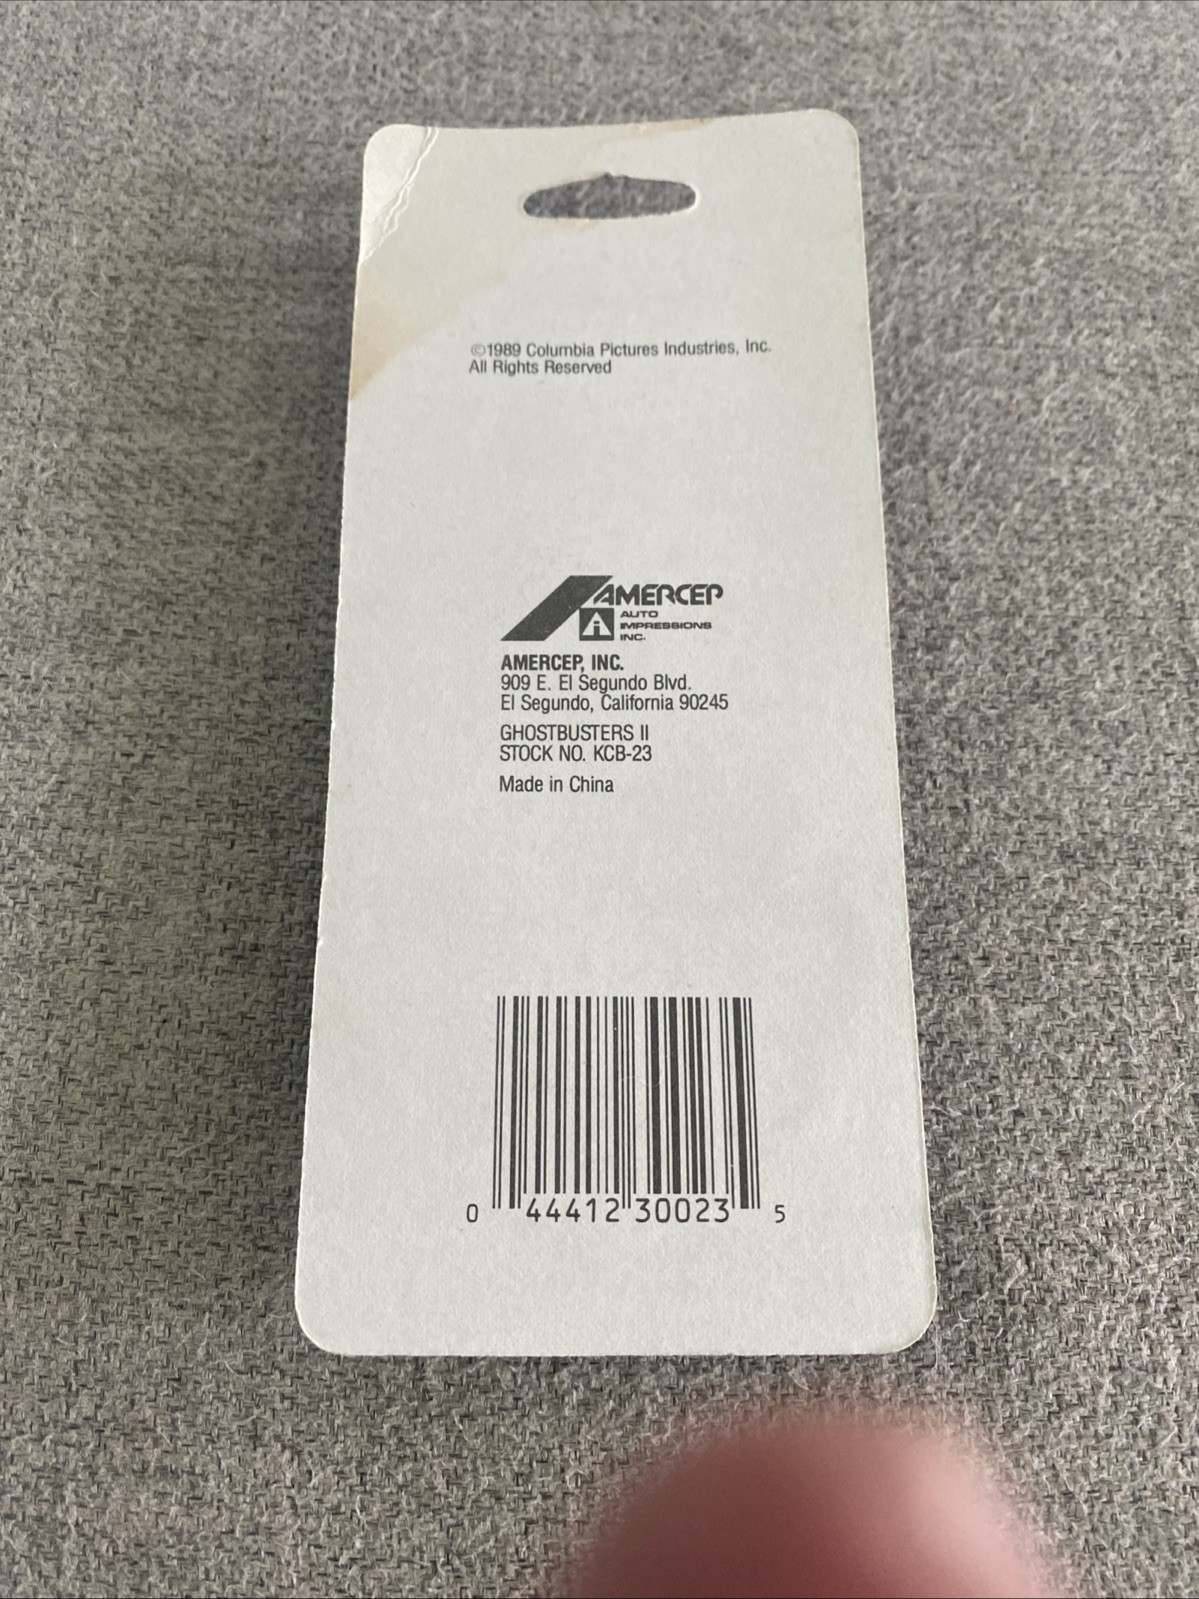 ©1989 Columbia Pictures Industries, Inc.
All Rights Reserved
AMERCEP
AUTO
IMPRESSIONS
INC.
AMERCEP, INC.
909 E. El Segundo Blvd.
El Segundo, California 90245
GHOSTBUSTERS II
STOCK NO. KCB-23
Made in China
0 44412 30023 5